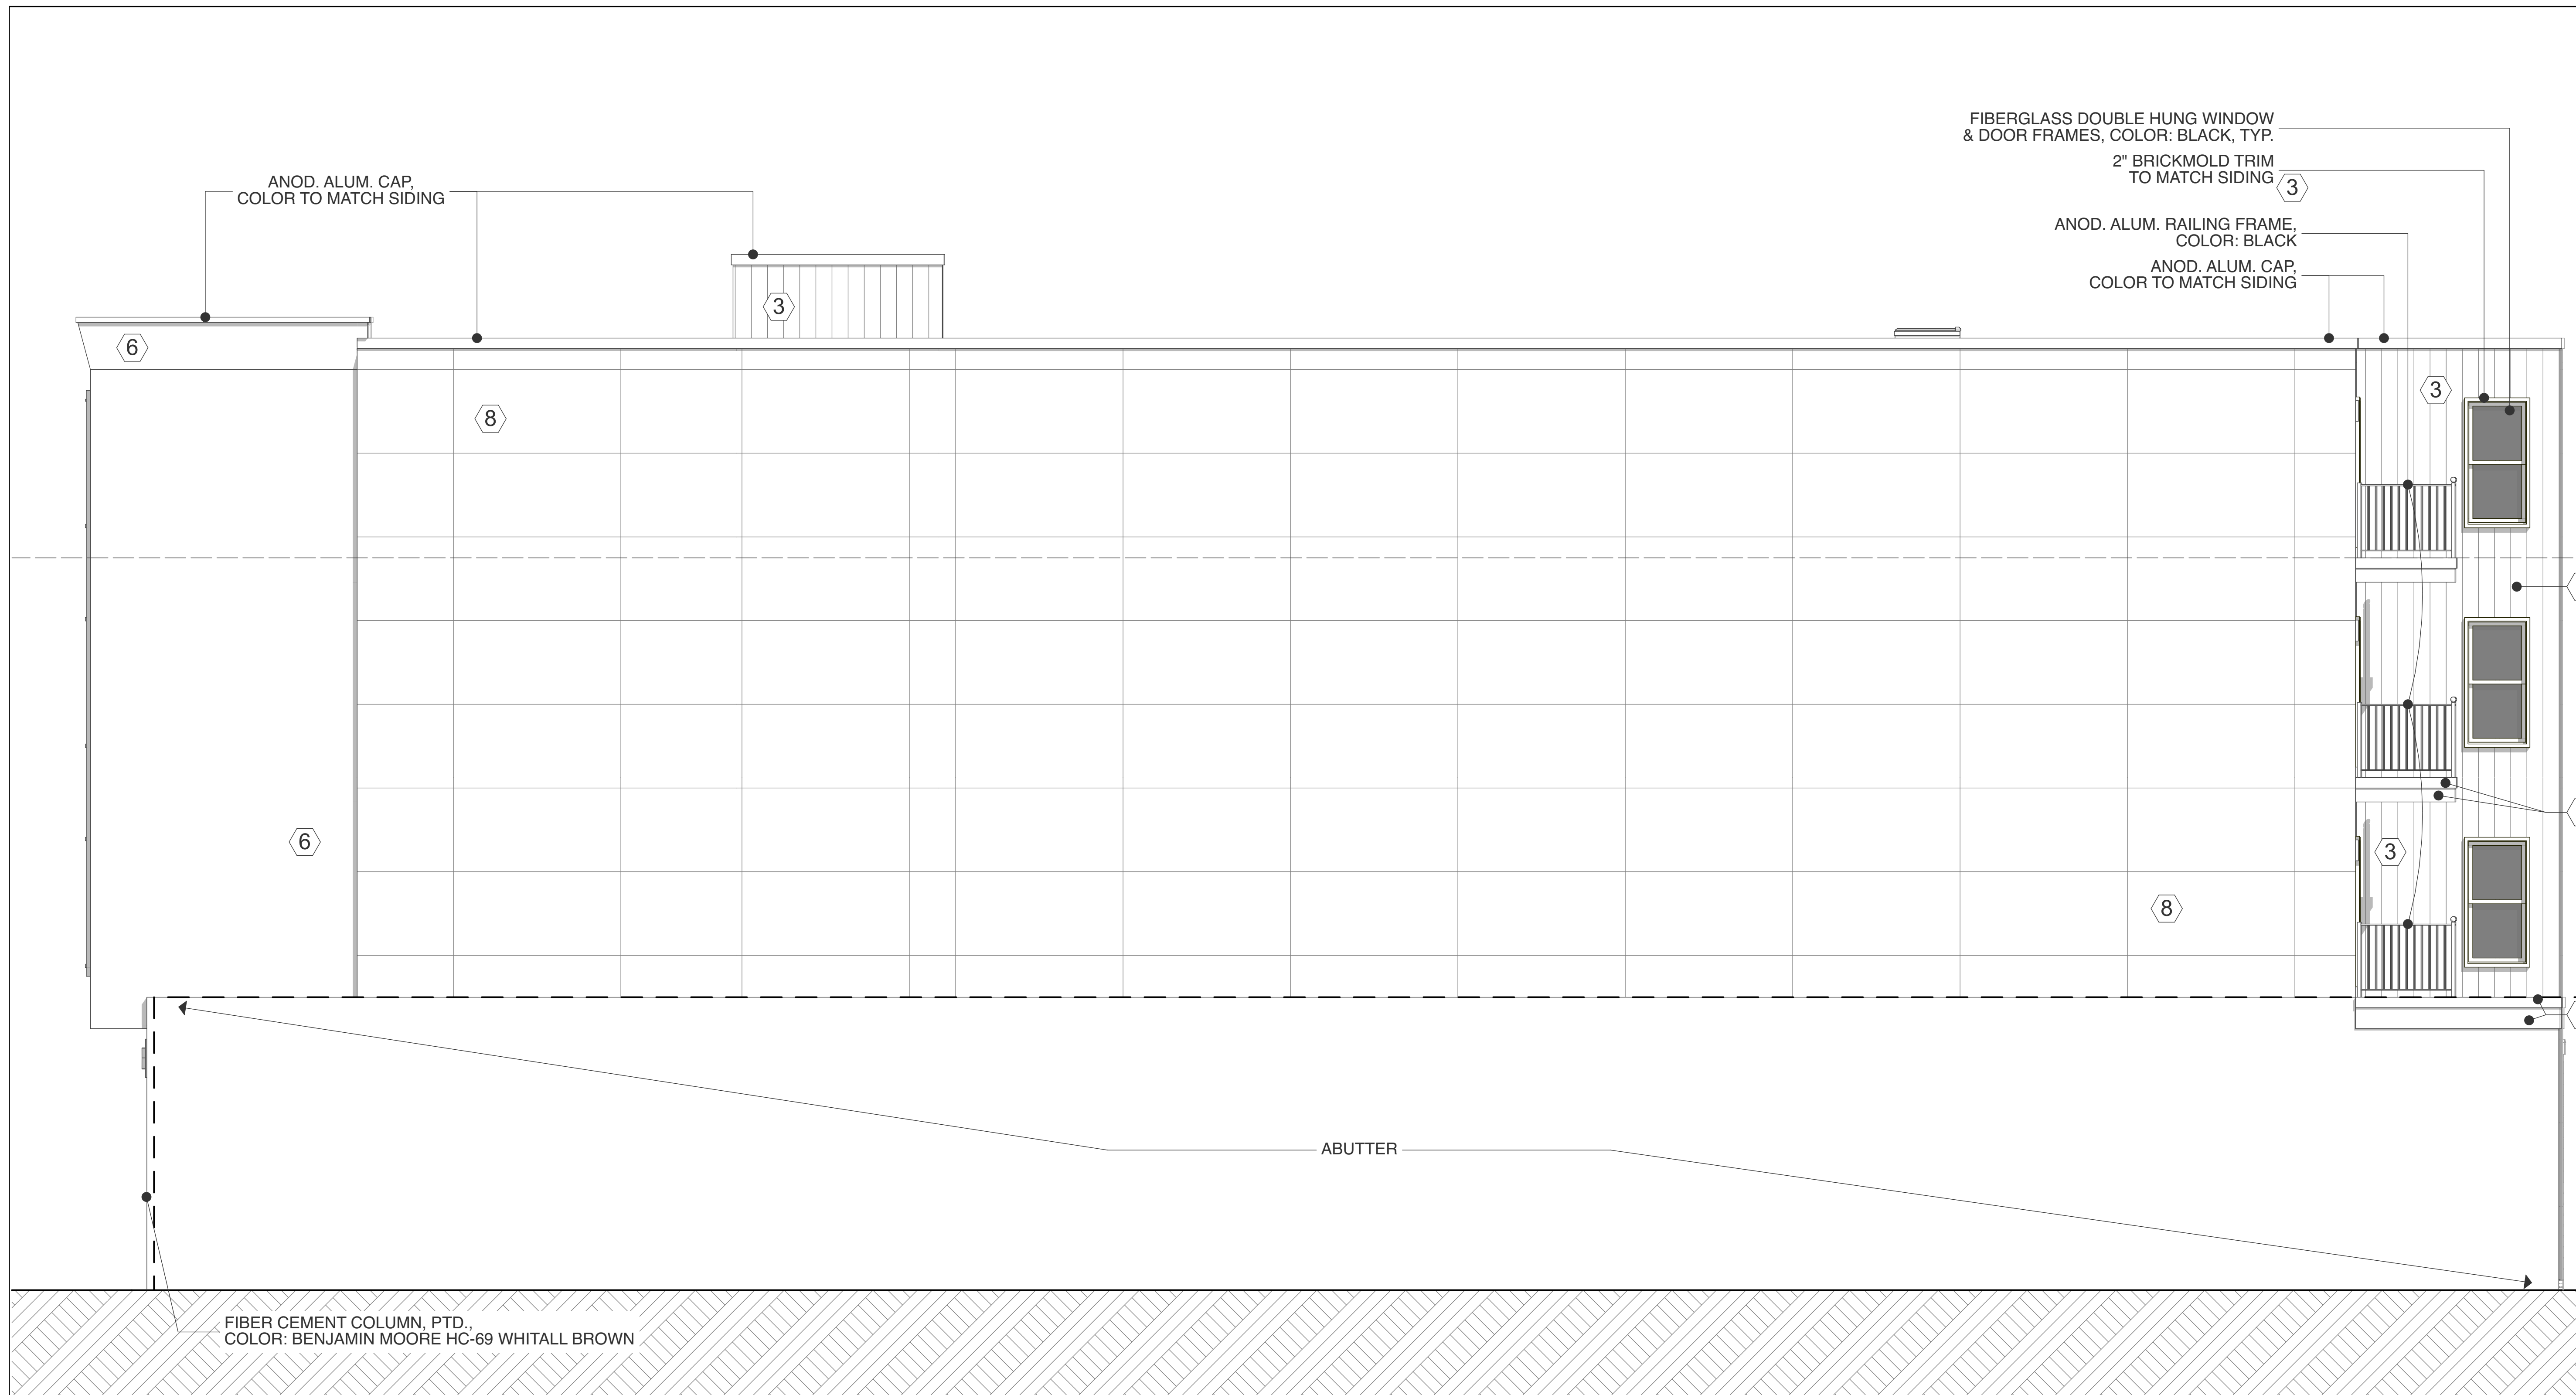 FIBERGLASS DOUBLE HUNG WINDOW
& DOOR FRAMES, COLOR: BLACK, TYP.
2" BRICKMOLD TRIM
TO MATCH SIDING
3
ANOD. ALUM. CAP,
COLOR TO MATCH SIDING
ANOD. ALUM. RAILING FRAME,
COLOR: BLACK
ANOD. ALUM. CAP,
COLOR TO MATCH SIDING
3
6
8
3
6
3
8
ABUTTER
FIBER CEMENT COLUMN, PTD.,
COLOR: BENJAMIN MOORE HC-69 WHITALL BROWN